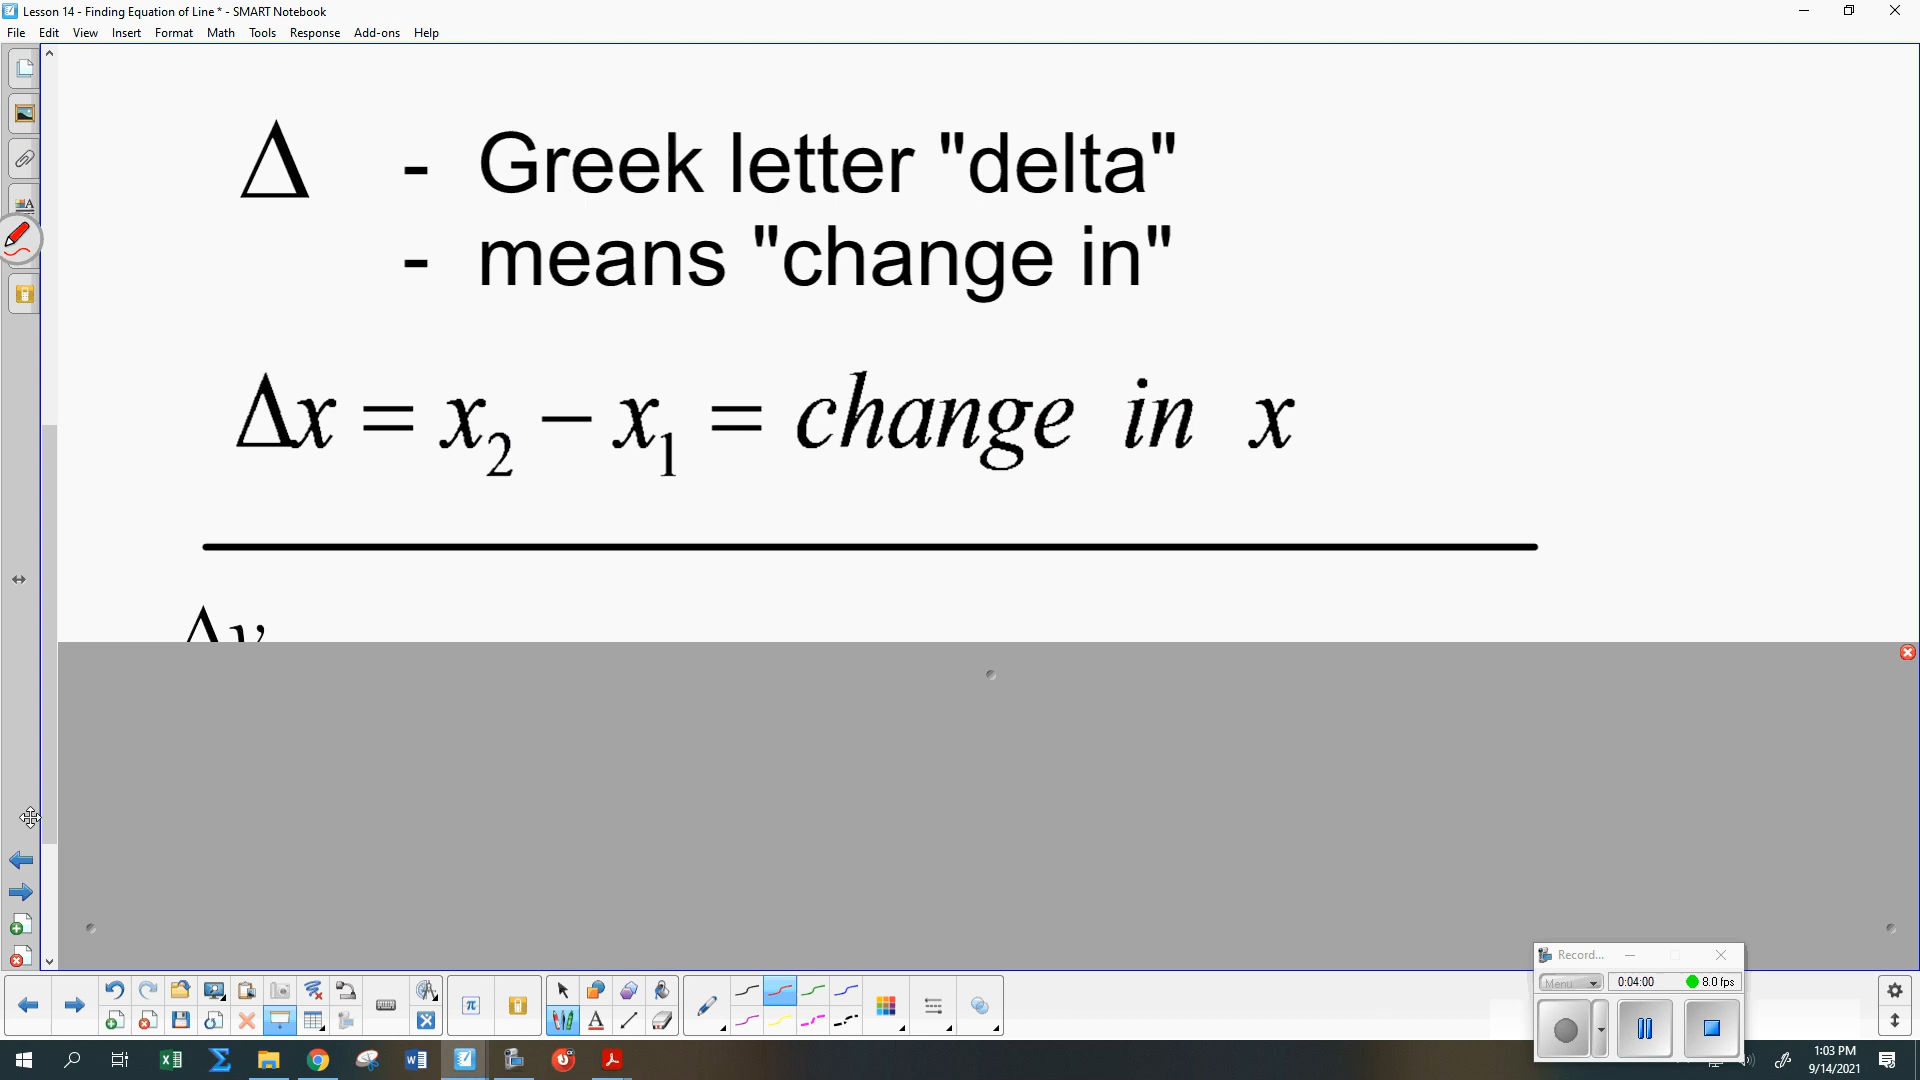 Lesson 14 - Finding Equation of Line * - SMART Notebook
File Edit View Insert Format Math Tools Response Add-ons Help
Δ - Greek letter "delta"
- means "change in"
Δx = x₂ − x₁ = change in x
Δy
Record...
Menu 0:04:00 8.0 fps
1:03 PM
9/14/2021